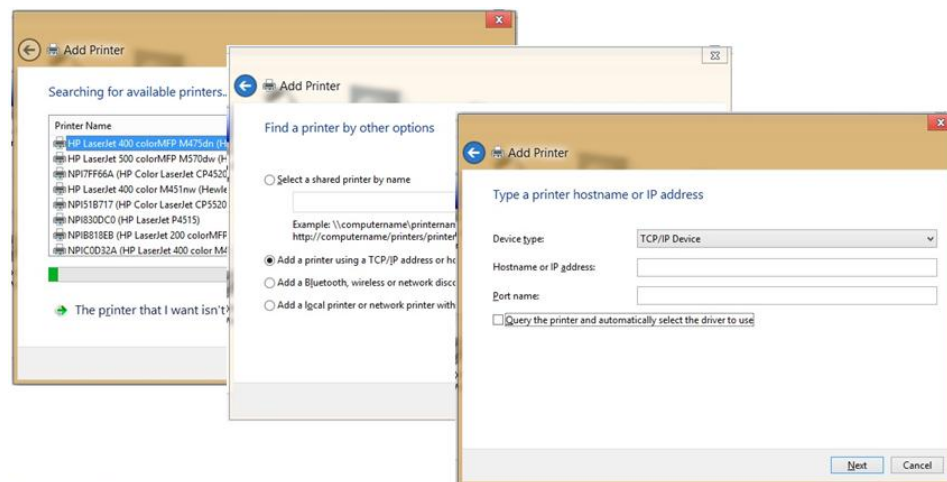 Add Printer
Searching for available printers..
Printer Name
HP LaserJet 400 colorMFP M475dn
HP LaserJet 500 colorMFP M570dw
NPI7FF66A (HP Color LaserJet CP4520
HP LaserJet 400 color M451nw
NPI51B717 (HP Color LaserJet CP5520
NPI830DC0 (HP LaserJet P4515)
NPIB818EB (HP LaserJet 200 colorMFP
NPIC0D32A (HP LaserJet 400 color
The printer that I want isn't
Add Printer
Find a printer by other options
Select a shared printer by name
Example: \\computername\printernam
http://computername/printers/printer
Add a printer using a TCP/IP address or
Add a Bluetooth, wireless or network
Add a local printer or network printer with
Add Printer
Type a printer hostname or IP address
Device type:
TCP/IP Device
Hostname or IP address:
Port name:
Query the printer and automatically select the driver to use
Next
Cancel